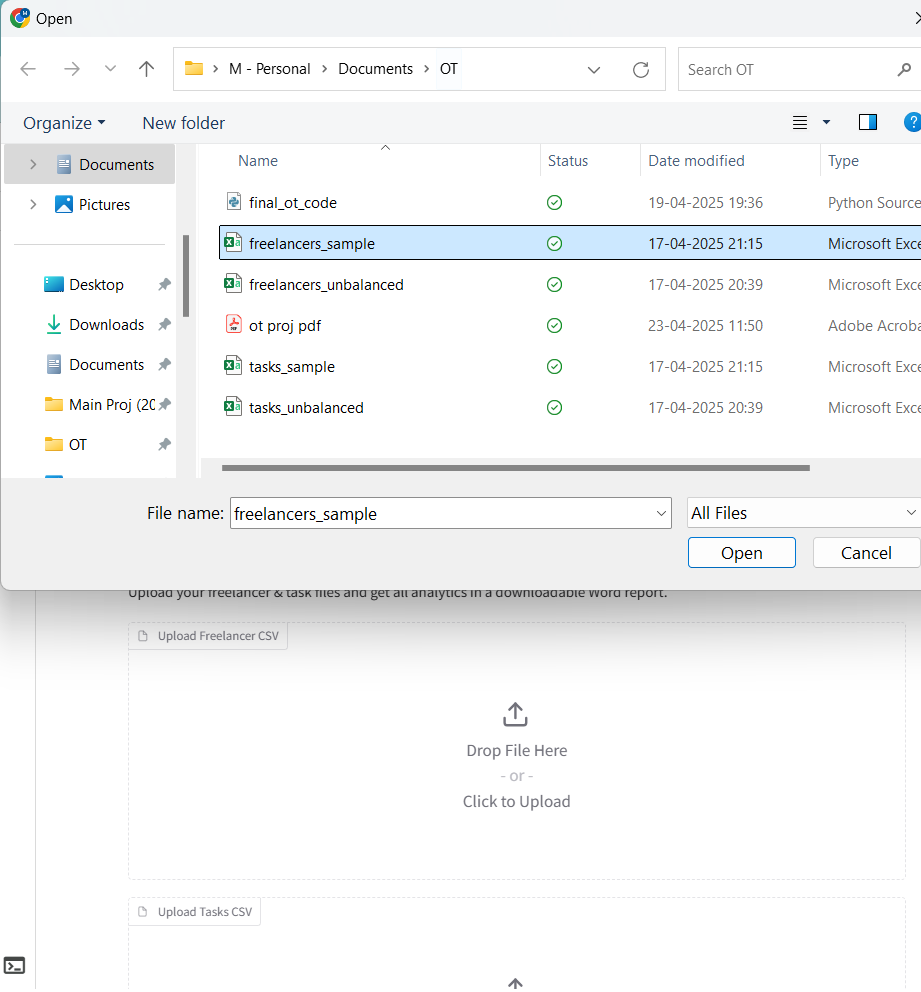 Open
M - Personal > Documents > OT
Search OT
Organize
New folder
?
Name
Status
Date modified
Type
Documents
Pictures
Desktop
Downloads
Documents
Main Proj (20
OT
final_ot_code 19-04-2025 19:36 Python Source
freelancers_sample 17-04-2025 21:15 Microsoft Exce
freelancers_unbalanced 17-04-2025 20:39 Microsoft Exce
ot proj pdf 23-04-2025 11:50 Adobe Acroba
tasks_sample 17-04-2025 21:15 Microsoft Exce
tasks_unbalanced 17-04-2025 20:39 Microsoft Exce
File name: freelancers_sample
All Files
Open
Cancel
Upload your freelancer & task files and get all analytics in a downloadable Word report.
Upload Freelancer CSV
Drop File Here
- or -
Click to Upload
Upload Tasks CSV